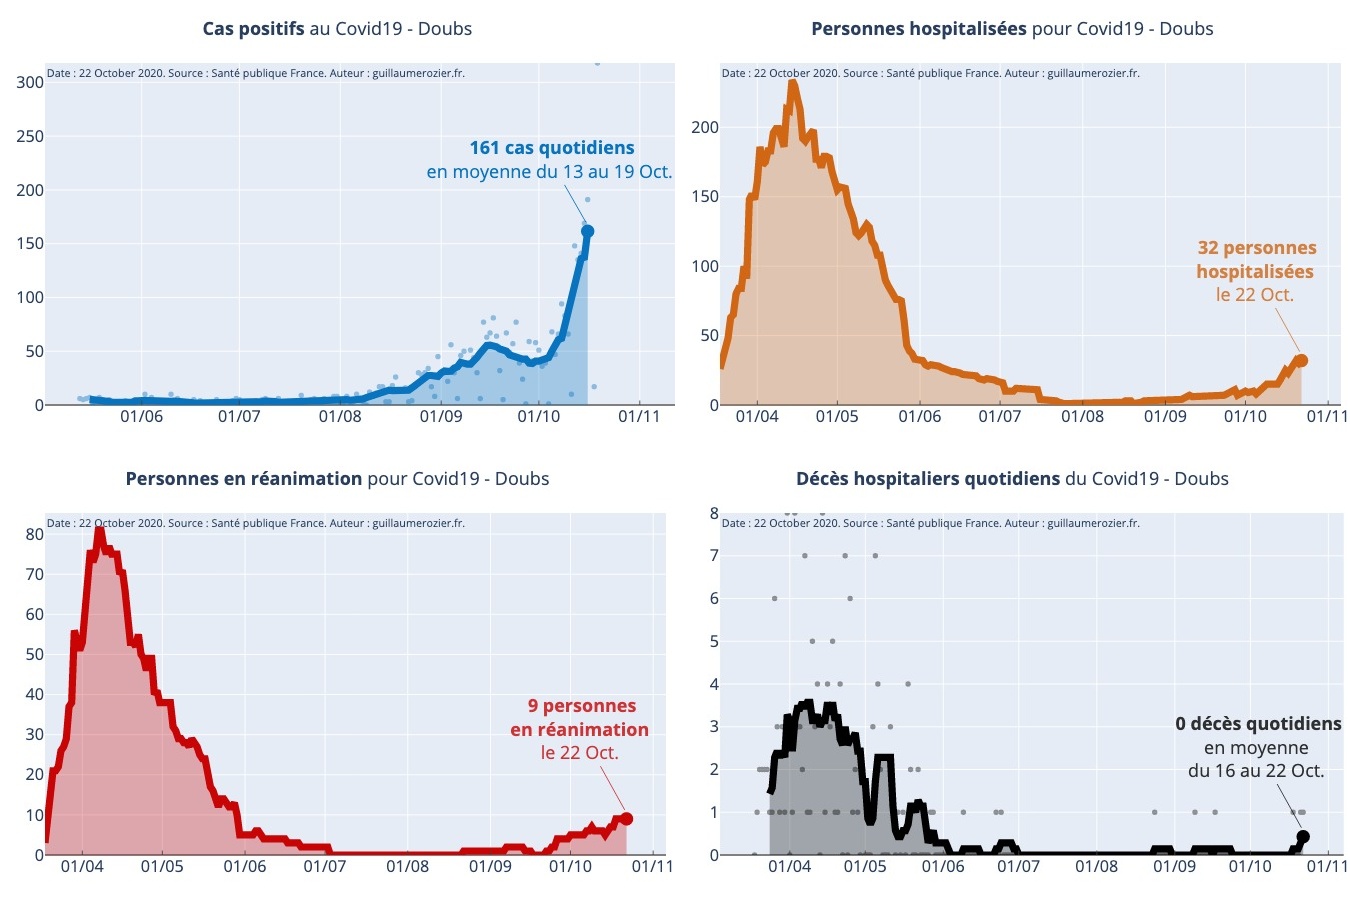 Cas positifs au Covid19 - Doubs
Date : 22 October 2020. Source : Santé publique France. Auteur : guillaumerozier.fr.
300
250
200
150
100
50
0
161 cas quotidiens
en moyenne du 13 au 19 Oct.
01/06 01/07 01/08 01/09 01/10 01/11
Personnes hospitalisées pour Covid19 - Doubs
Date : 22 October 2020. Source : Santé publique France. Auteur : guillaumerozier.fr.
200
150
100
50
0
32 personnes
hospitalisées
le 22 Oct.
01/04 01/05 01/06 01/07 01/08 01/09 01/10 01/11
Personnes en réanimation pour Covid19 - Doubs
Date : 22 October 2020. Source : Santé publique France. Auteur : guillaumerozier.fr.
80
70
60
50
40
30
20
10
0
9 personnes
en réanimation
le 22 Oct.
01/04 01/05 01/06 01/07 01/08 01/09 01/10 01/11
Décès hospitaliers quotidiens du Covid19 - Doubs
Date : 22 October 2020. Source : Santé publique France. Auteur : guillaumerozier.fr.
8
7
6
5
4
3
2
1
0
0 décès quotidiens
en moyenne
du 16 au 22 Oct.
01/04 01/05 01/06 01/07 01/08 01/09 01/10 01/11